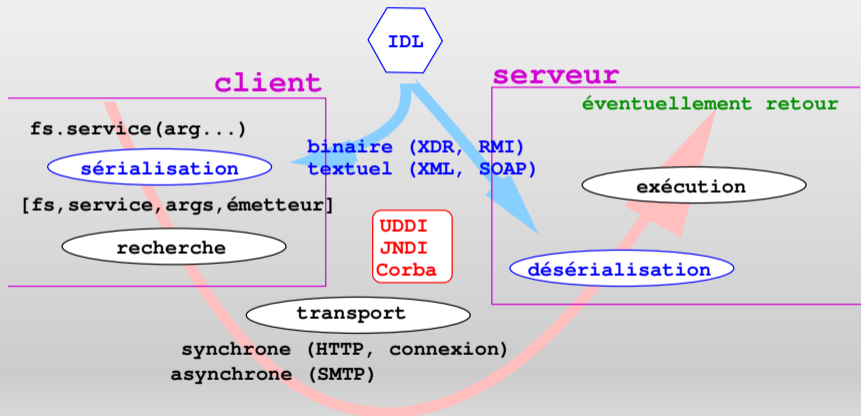 IDL
client
serveur
éventuellement retour
fs.service(arg...)
binaire (XDR, RMI)
textuel (XML, SOAP)
sérialisation
exécution
[fs,service,args,émetteur]
UDDI
JNDI
Corba
recherche
désérialisation
transport
synchrone (HTTP, connexion)
asynchrone (SMTP)